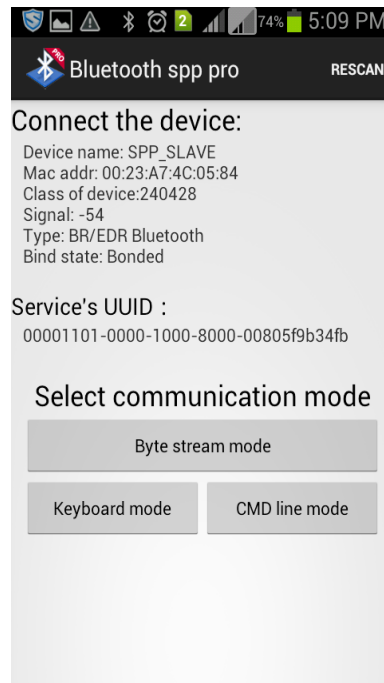 2 74% 5:09 PM
PRO
Bluetooth spp pro RESCAN
Connect the device:
Device name: SPP_SLAVE
Mac addr: 00:23:A7:4C:05:84
Class of device:240428
Signal: -54
Type: BR/EDR Bluetooth
Bind state: Bonded
Service's UUID :
00001101-0000-1000-8000-00805f9b34fb
Select communication mode
Byte stream mode
Keyboard mode CMD line mode